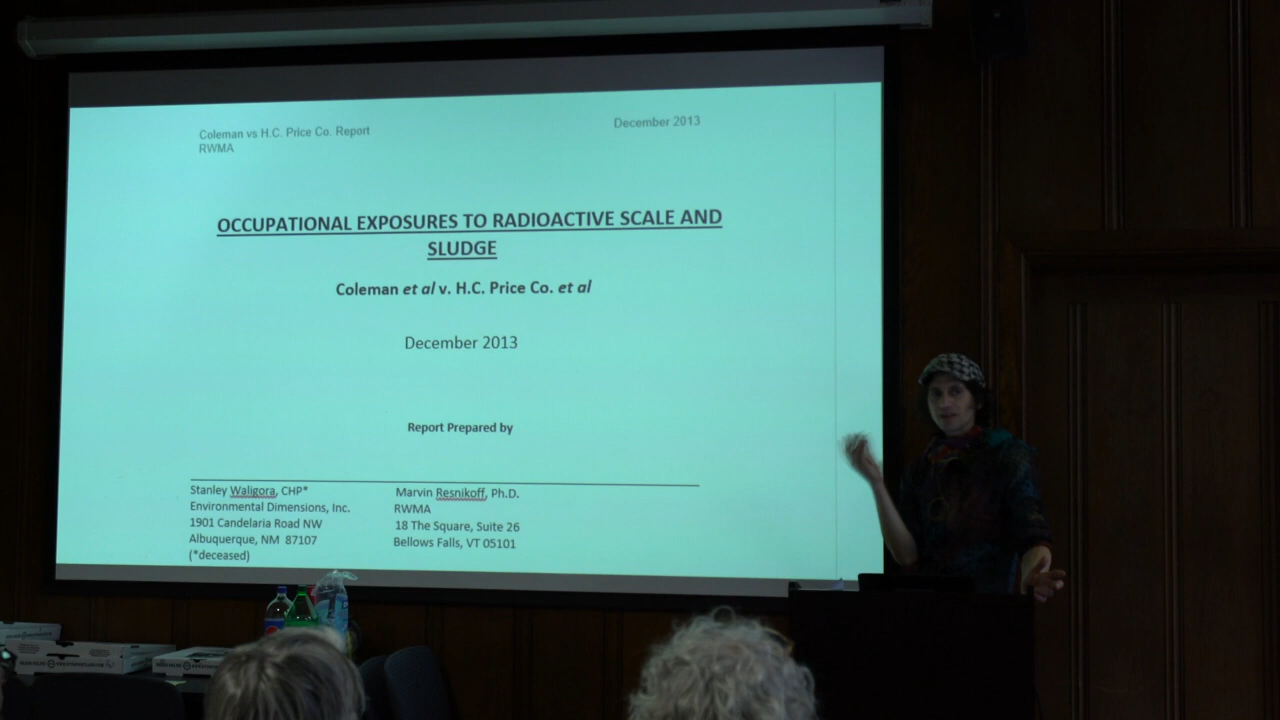 Coleman vs H.C. Price Co. Report
RWMA
December 2013
OCCUPATIONAL EXPOSURES TO RADIOACTIVE SCALE AND
SLUDGE
Coleman et al v. H.C. Price Co. et al
December 2013
Report Prepared by
Stanley Waligora, CHP*
Environmental Dimensions, Inc.
1901 Candelaria Road NW
Albuquerque, NM 87107
(*deceased)
Marvin Resnikoff, Ph.D.
RWMA
18 The Square, Suite 26
Bellows Falls, VT 05101